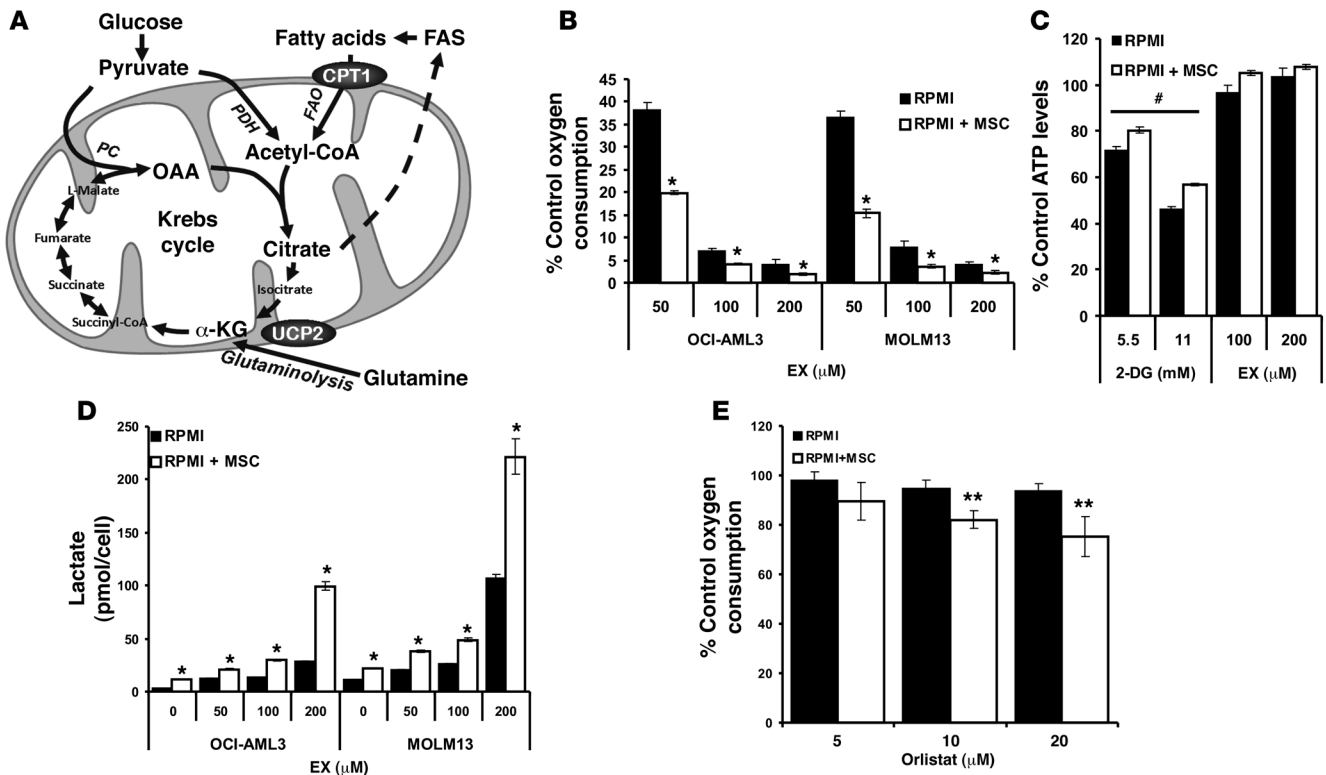 A
Glucose
Pyruvate
Fatty acids
FAS
CPT1
PDH
FAO
Acetyl-CoA
PC
OAA
L-Malate
Krebs
cycle
Fumarate
Citrate
Succinate
Isocitrate
Succinyl-CoA
α-KG
UCP2
Glutaminolysis
Glutamine
B
% Control oxygen
consumption
45
40
35
30
25
20
15
10
5
0
RPMI
RPMI + MSC
* * * * * *
50 100 200 50 100 200
OCI-AML3 MOLM13
EX (μM)
C
% Control ATP levels
120
100
80
60
40
20
0
RPMI
RPMI + MSC
#
5.5 11 100 200
2-DG (mM) EX (μM)
D
Lactate
(pmol/cell)
250
200
150
100
50
0
RPMI
RPMI + MSC
* * * * * * * *
0 50 100 200 0 50 100 200
OCI-AML3 MOLM13
EX (μM)
E
% Control oxygen
consumption
120
100
80
60
40
20
0
RPMI
RPMI+MSC
** **
5 10 20
Orlistat (μM)